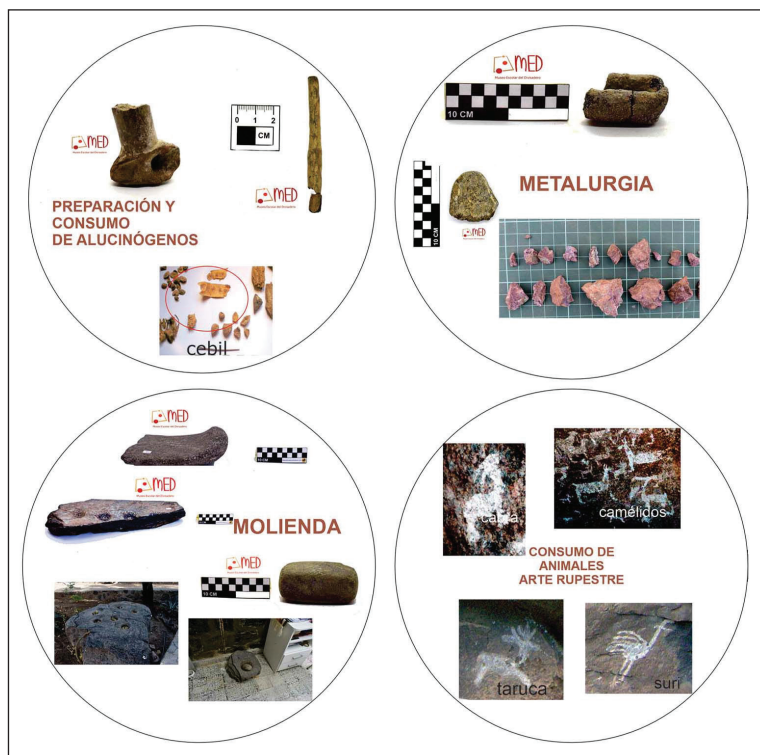 MED
MED
0 1 2
CM
MED
PREPARACIÓN Y
CONSUMO
DE ALUCINÓGENOS
cebil
MED
10 CM
10 CM
METALURGIA
MED
MED
MED
MOLIENDA
MED
10 CM
camélidos
CONSUMO DE
ANIMALES
ARTE RUPESTRE
taruca
suri